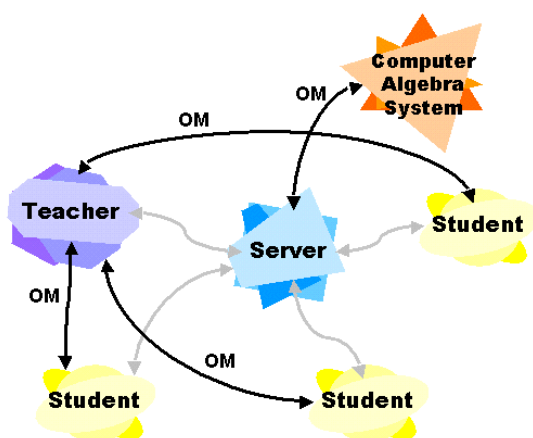 Computer
Algebra
System
OM
OM
Teacher
Server
Student
OM
OM
Student
Student